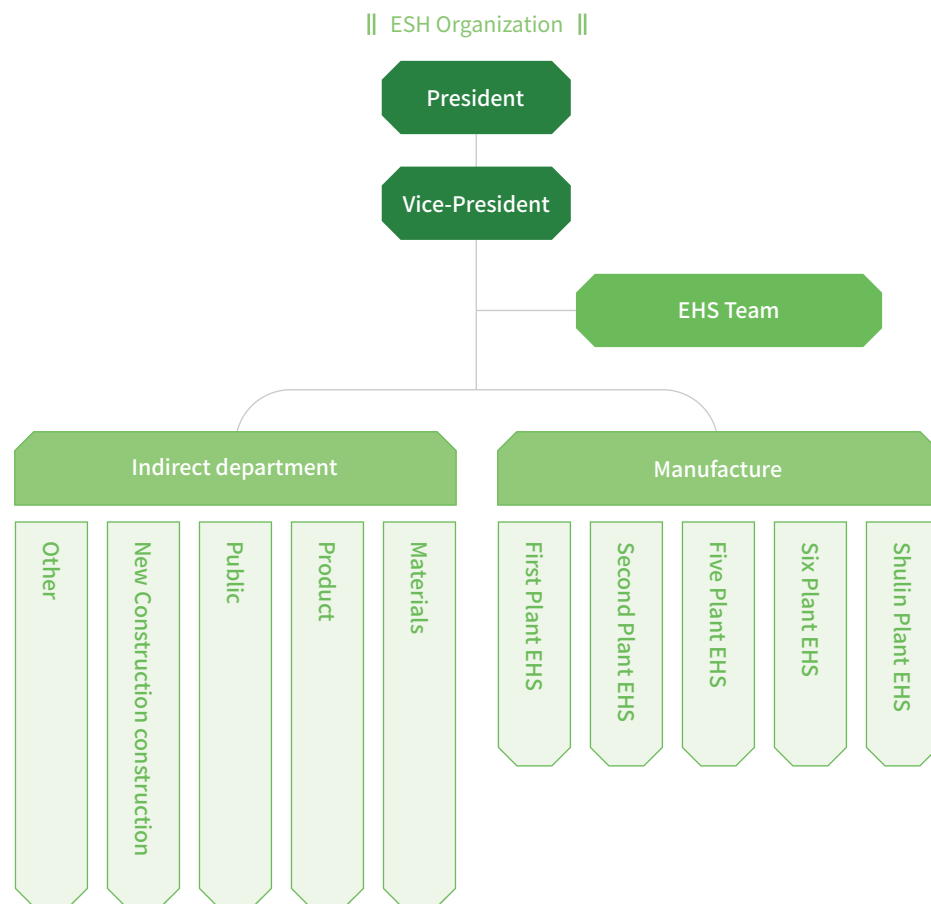 ESH Organization
President
Vice-President
EHS Team
Indirect department
Manufacture
Other
New Construction construction
Public
Product
Materials
First Plant EHS
Second Plant EHS
Five Plant EHS
Six Plant EHS
Shulin Plant EHS